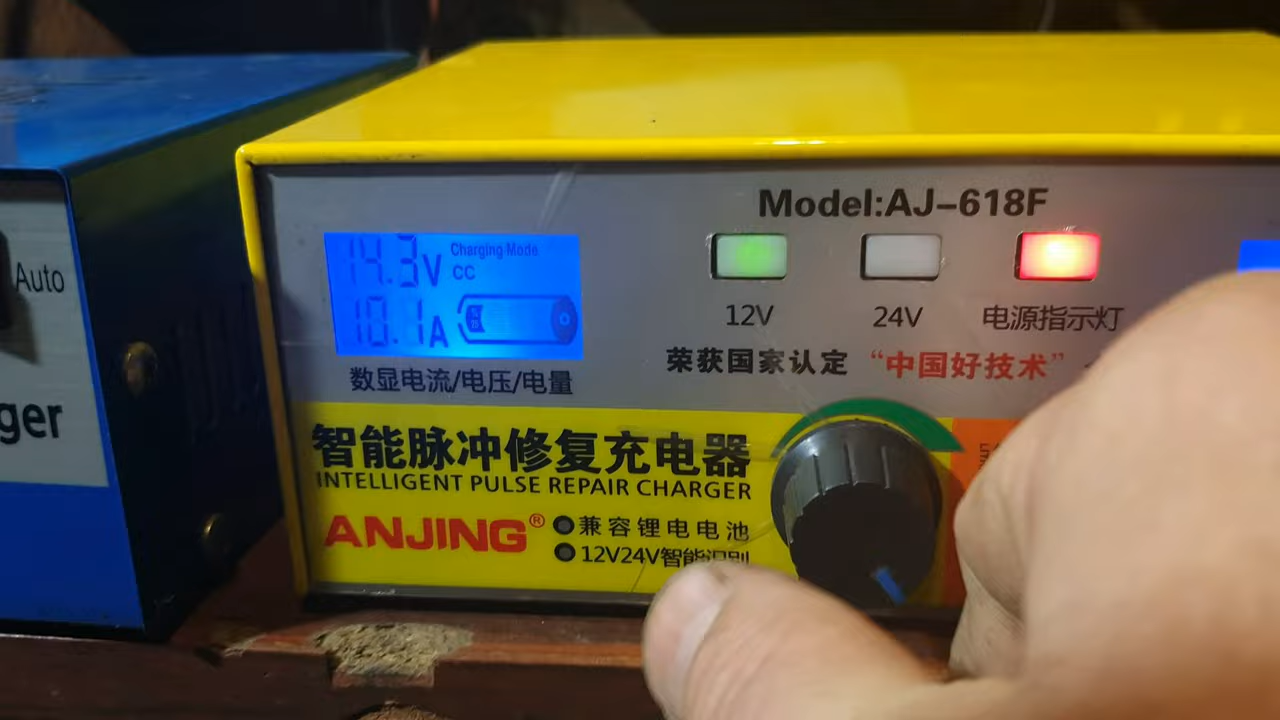 Auto
ger
Model:AJ-618F
14.3V
Charging Mode
CC
10.1A
12V
24V
电源指示灯
数显电流/电压/电量
荣获国家认定 “中国好技术”
智能脉冲修复充电器
INTELLIGENT PULSE REPAIR CHARGER
ANJING®
兼容锂电电池
12V24V智能识别